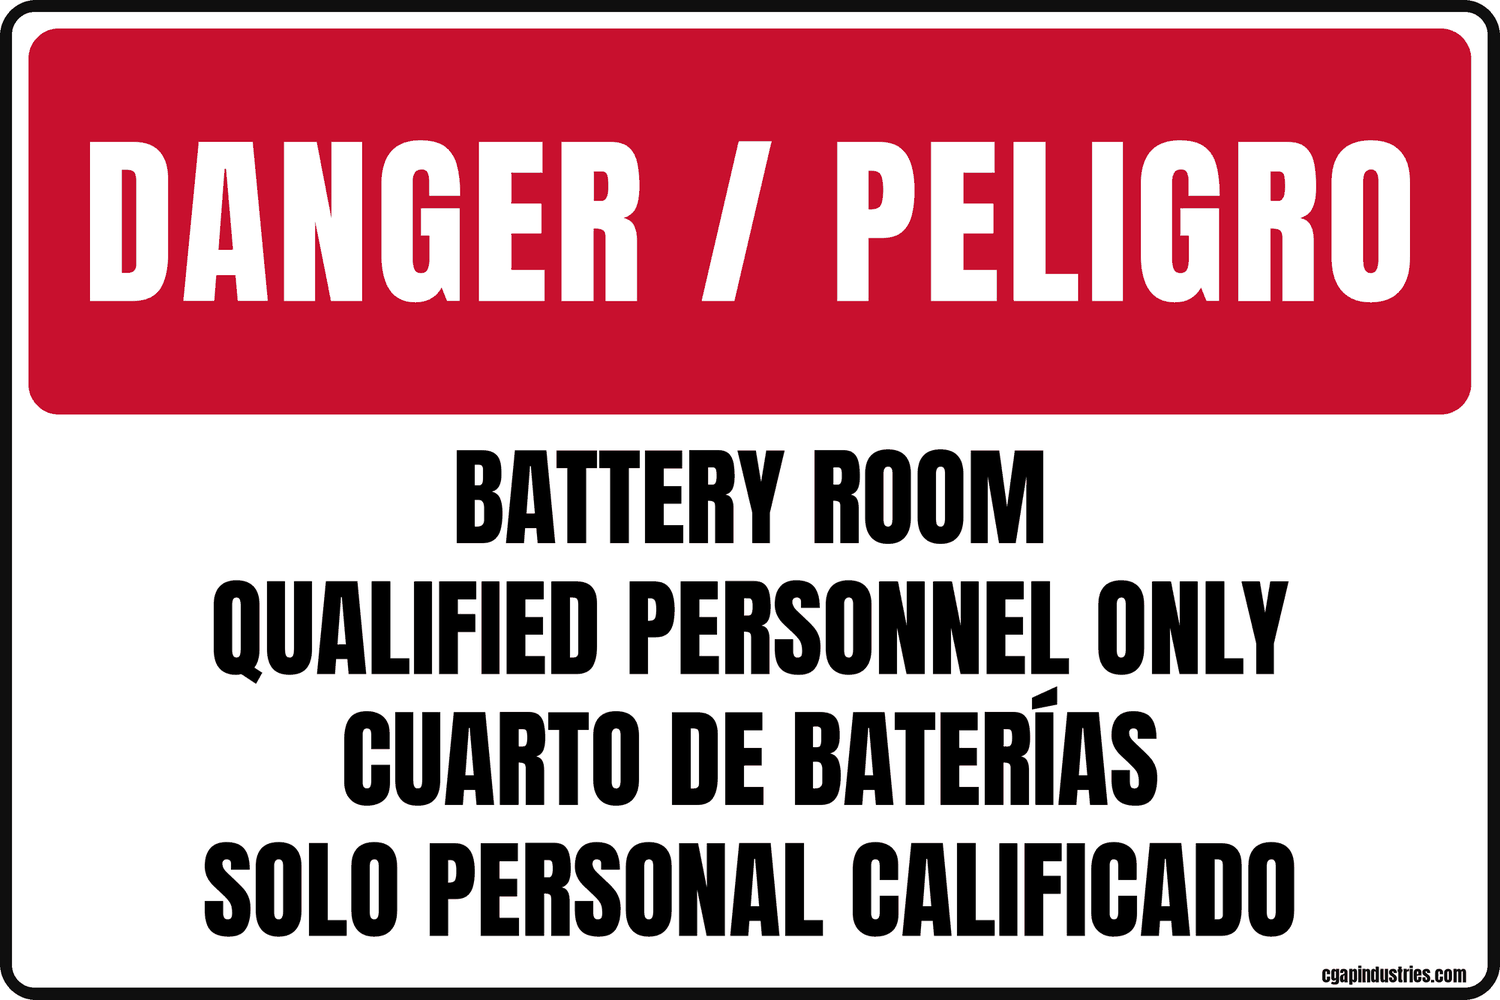 DANGER / PELIGRO
BATTERY ROOM
QUALIFIED PERSONNEL ONLY
CUARTO DE BATERÍAS
SOLO PERSONAL CALIFICADO
cgapindustries.com